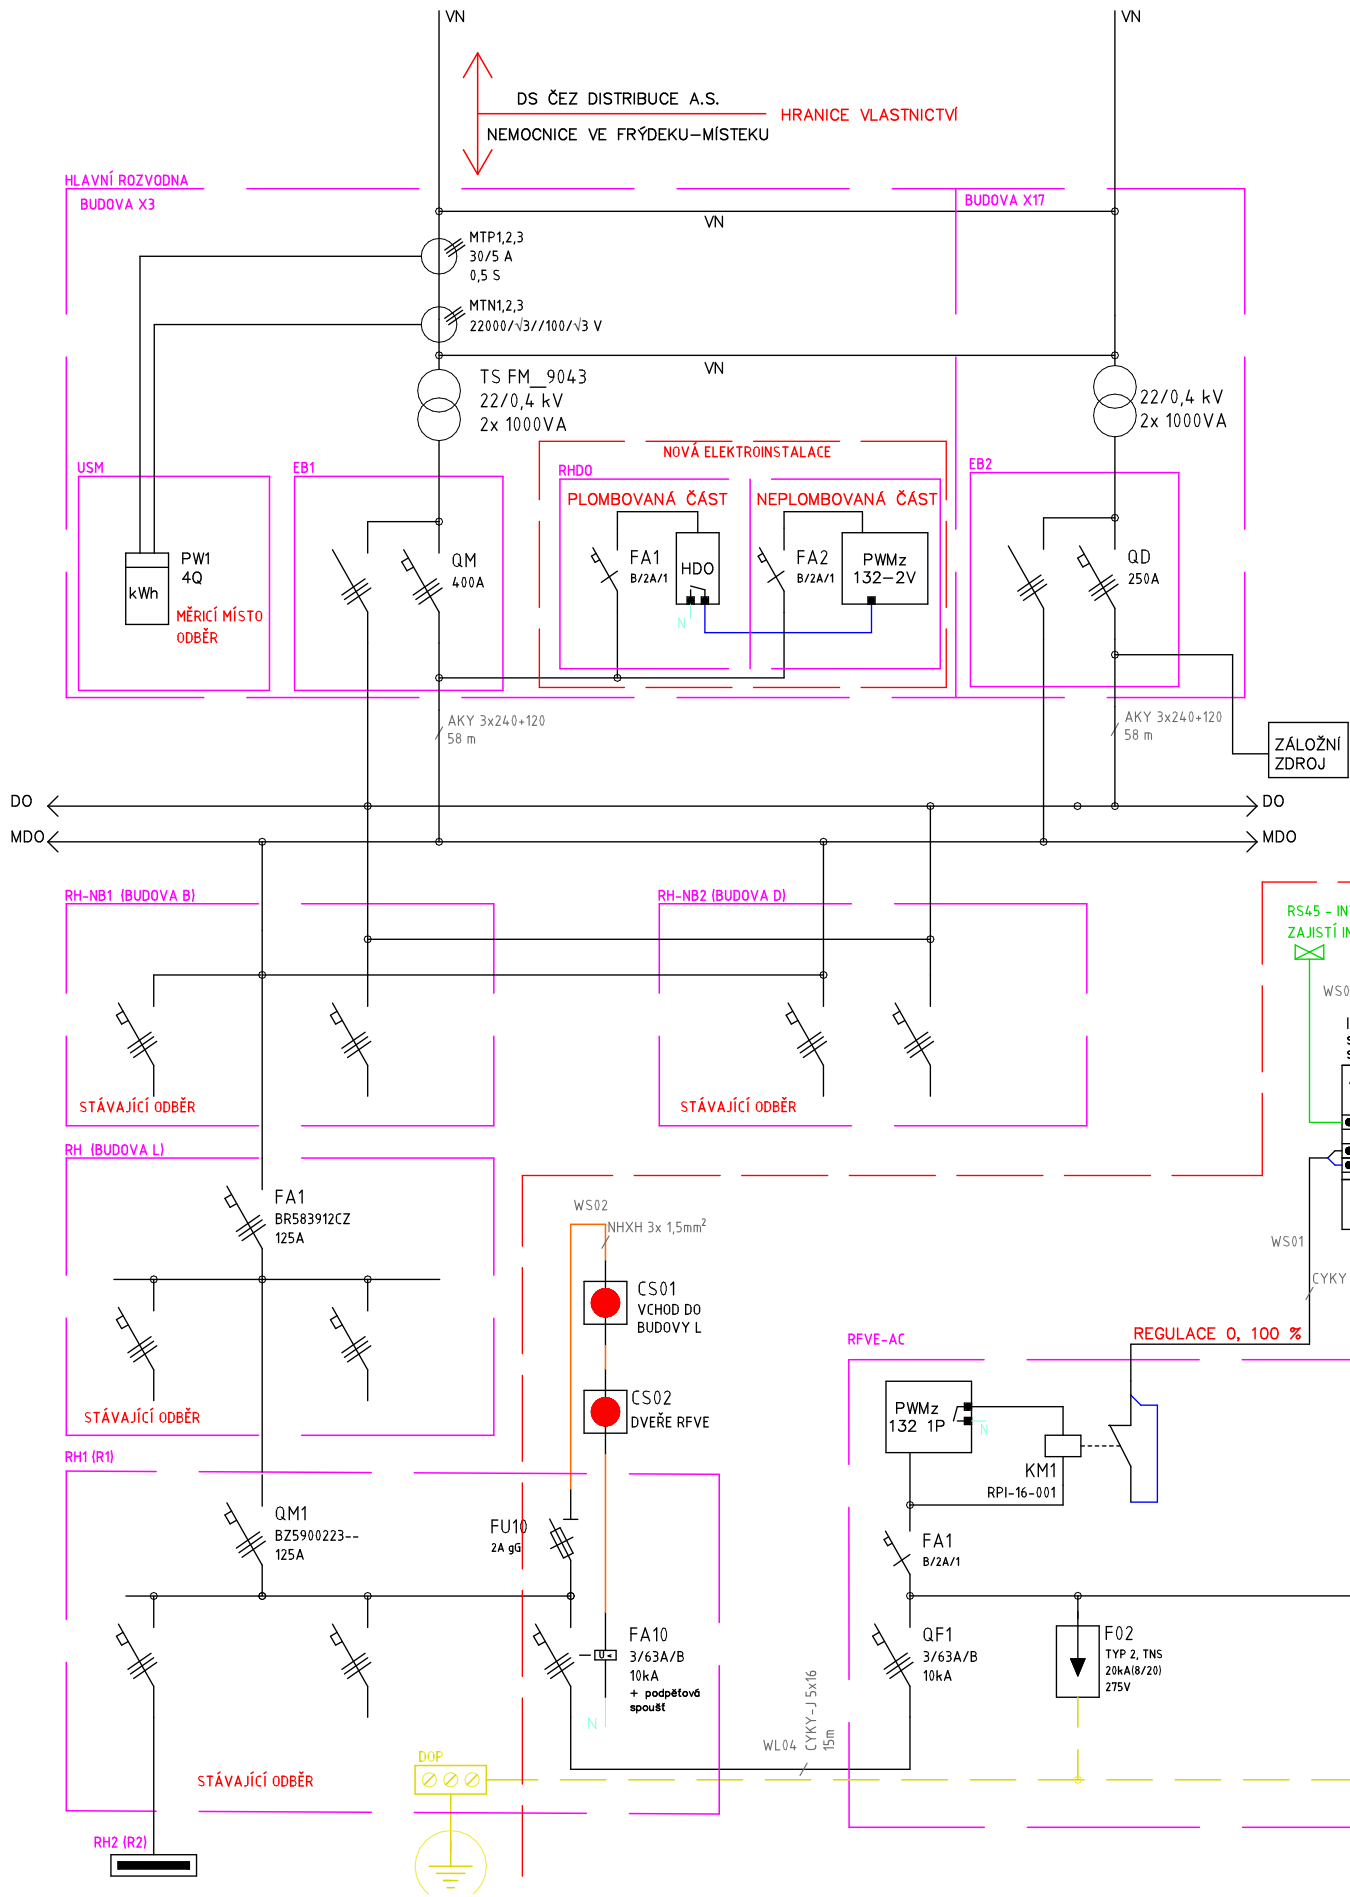 VN
VN
DS ČEZ DISTRIBUCE A.S.
HRANICE VLASTNICTVÍ
NEMOCNICE VE FRÝDEKU-MÍSTEKU
HLAVNÍ ROZVODNA
BUDOVA X3
BUDOVA X17
VN
MTP1,2,3
30/5 A
0,5 S
MTN1,2,3
22000/√3//100/√3 V
VN
TS FM__9043
22/0,4 kV
2x 1000VA
22/0,4 kV
2x 1000VA
NOVÁ ELEKTROINSTALACE
USM
EB1
RHDO
EB2
PLOMBOVANÁ ČÁST
NEPLOMBOVANÁ ČÁST
PW1
4Q
kWh
MĚRICÍ MÍSTO
ODBĚR
QM
400A
FA1
B/2A/1
HDO
N
FA2
B/2A/1
PWMz
132-2V
QD
250A
AKY 3x240+120
58 m
AKY 3x240+120
58 m
ZÁLOŽNÍ
ZDROJ
DO
DO
MDO
MDO
RH-NB1 (BUDOVA B)
RH-NB2 (BUDOVA D)
RS45 - IN
ZAJISTÍ IN
WS0
STÁVAJÍCÍ ODBĚR
STÁVAJÍCÍ ODBĚR
RH (BUDOVA L)
FA1
BR583912CZ
125A
WS02
NHXH 3x 1,5mm²
WS01
CYKY
CS01
VCHOD DO
BUDOVY L
REGULACE 0, 100 %
RFVE-AC
CS02
DVEŘE RFVE
STÁVAJÍCÍ ODBĚR
PWMz
132 1P
N
KM1
RPI-16-001
RH1 (R1)
QM1
BZ5900223--
125A
FU10
2A gG
FA1
B/2A/1
FA10
3/63A/B
10kA
+ podpěťová
spoušť
U<
N
QF1
3/63A/B
10kA
F02
TYP 2, TNS
20kA(8/20)
275V
WL04
CYKY-J 5x16
15m
DOP
STÁVAJÍCÍ ODBĚR
RH2 (R2)